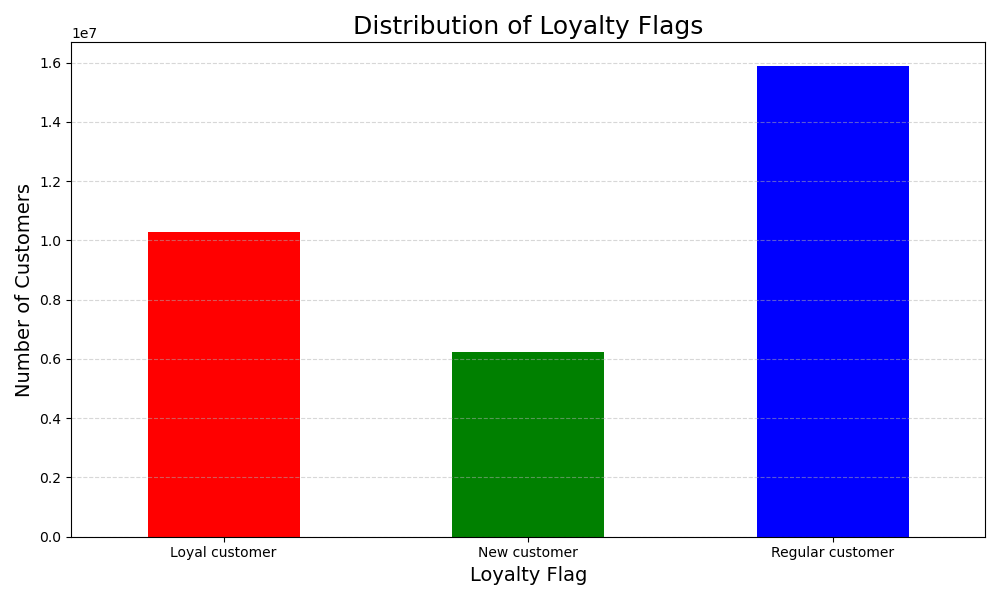 Distribution of Loyalty Flags
1e7
1.6
1.4
1.2
1.0
0.8
0.6
0.4
0.2
0.0
Number of Customers
Loyal customer
New customer
Regular customer
Loyalty Flag